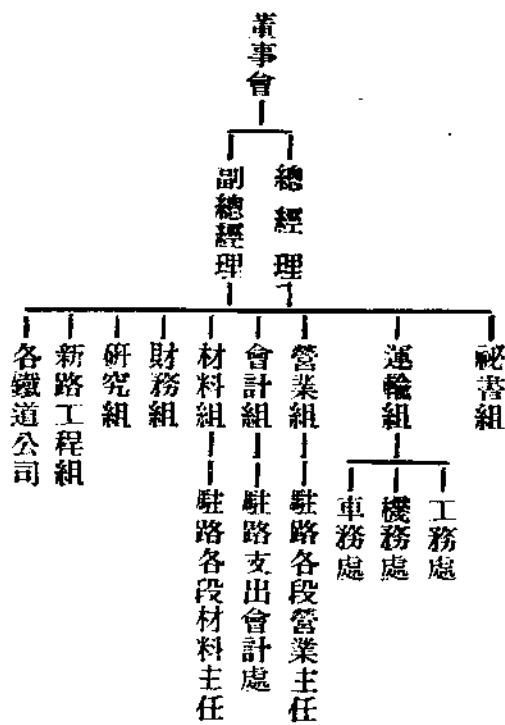 董事會
總經理
副總經理
祕書組
運輸組
工務處
機務處
車務處
營業組
駐路各段營業主任
會計組
駐路支出會計處
材料組
駐路各段材料主任
財務組
研究組
新路工程組
各鐵道公司